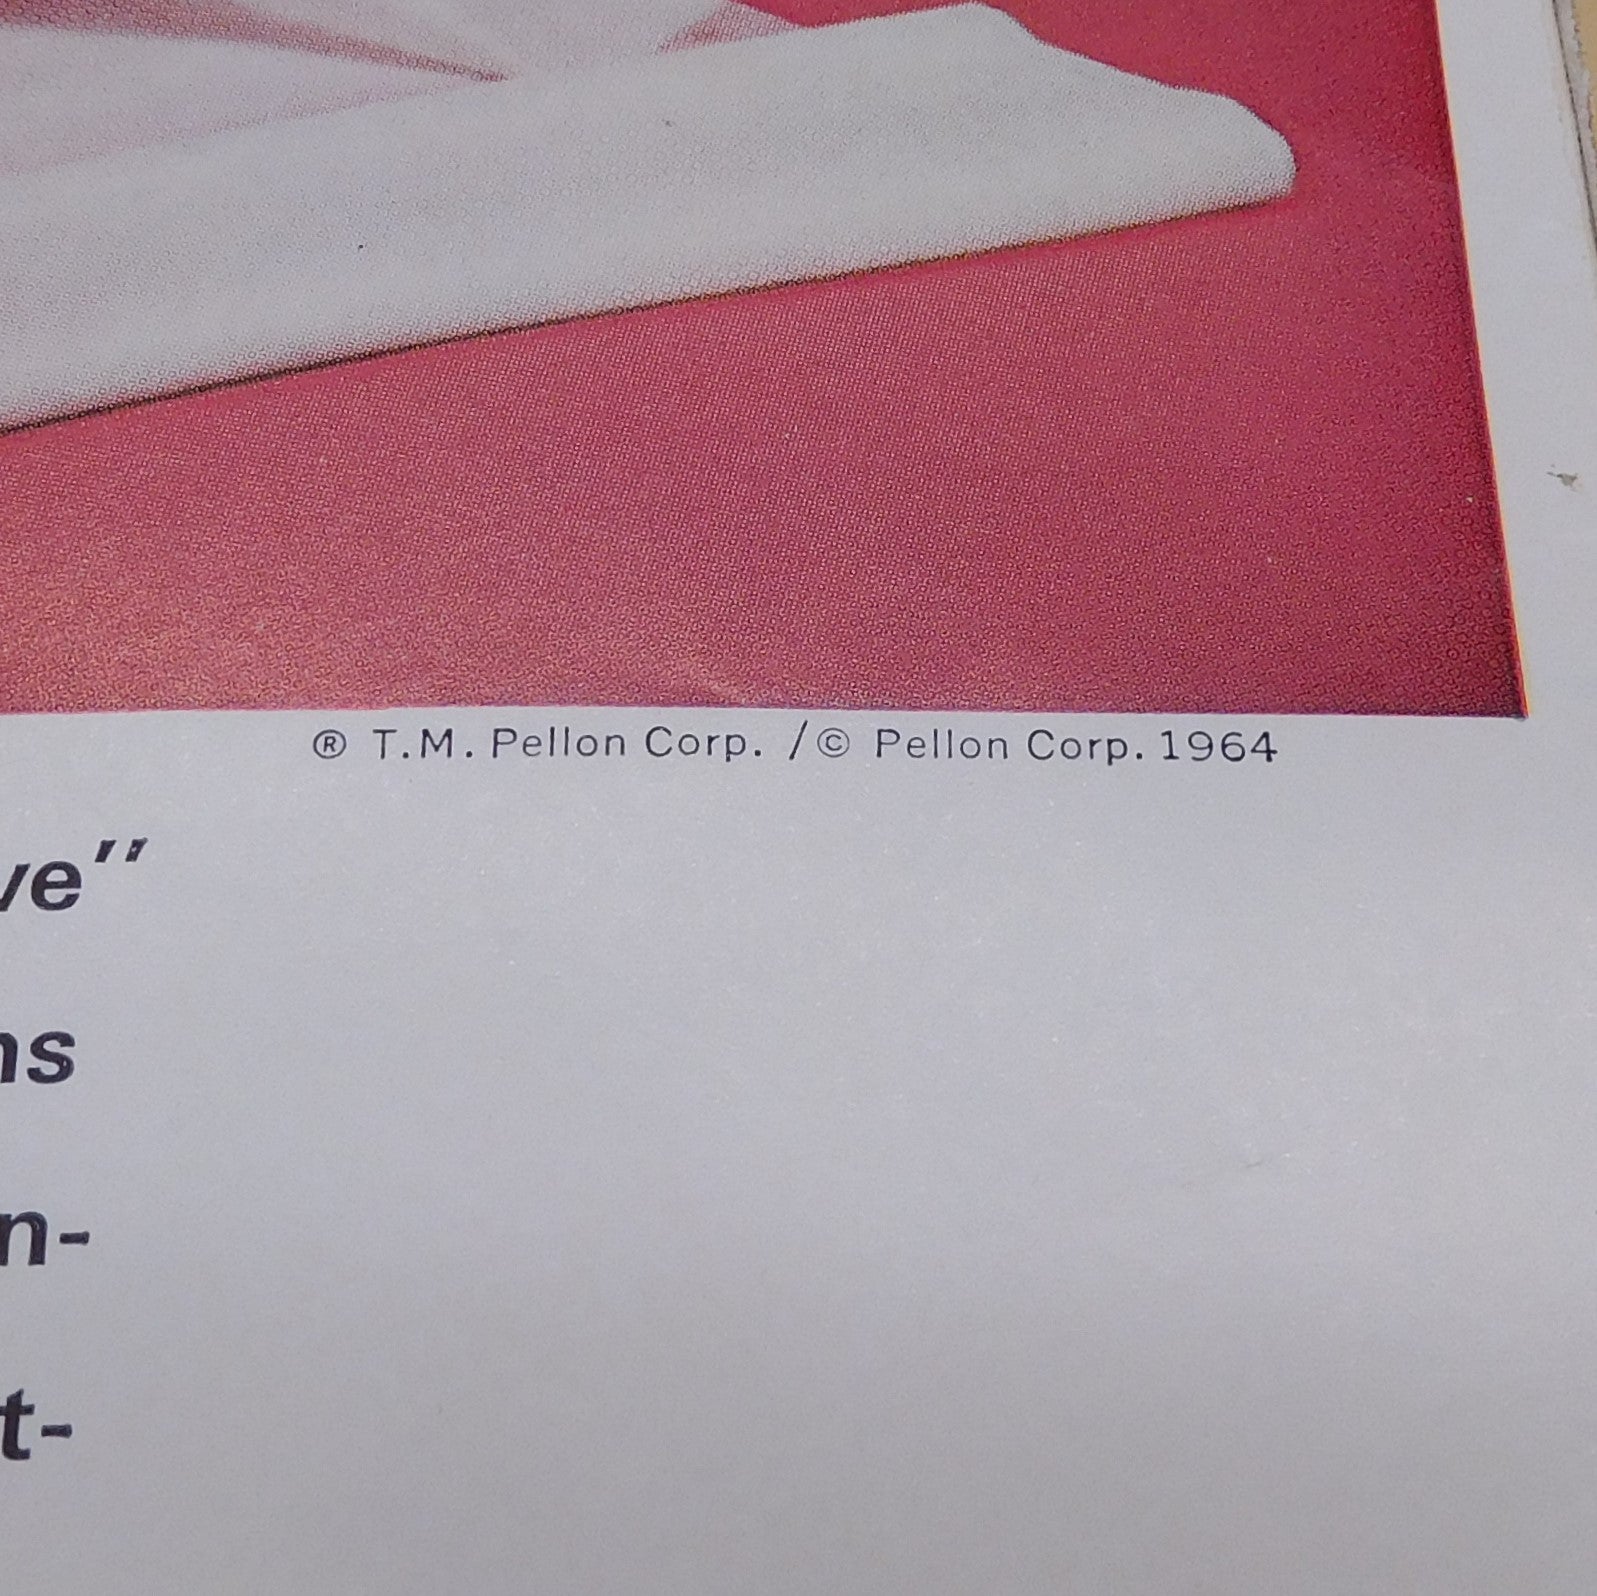 ® T.M. Pellon Corp. /© Pellon Corp. 1964
ve"
ns
n-
t-